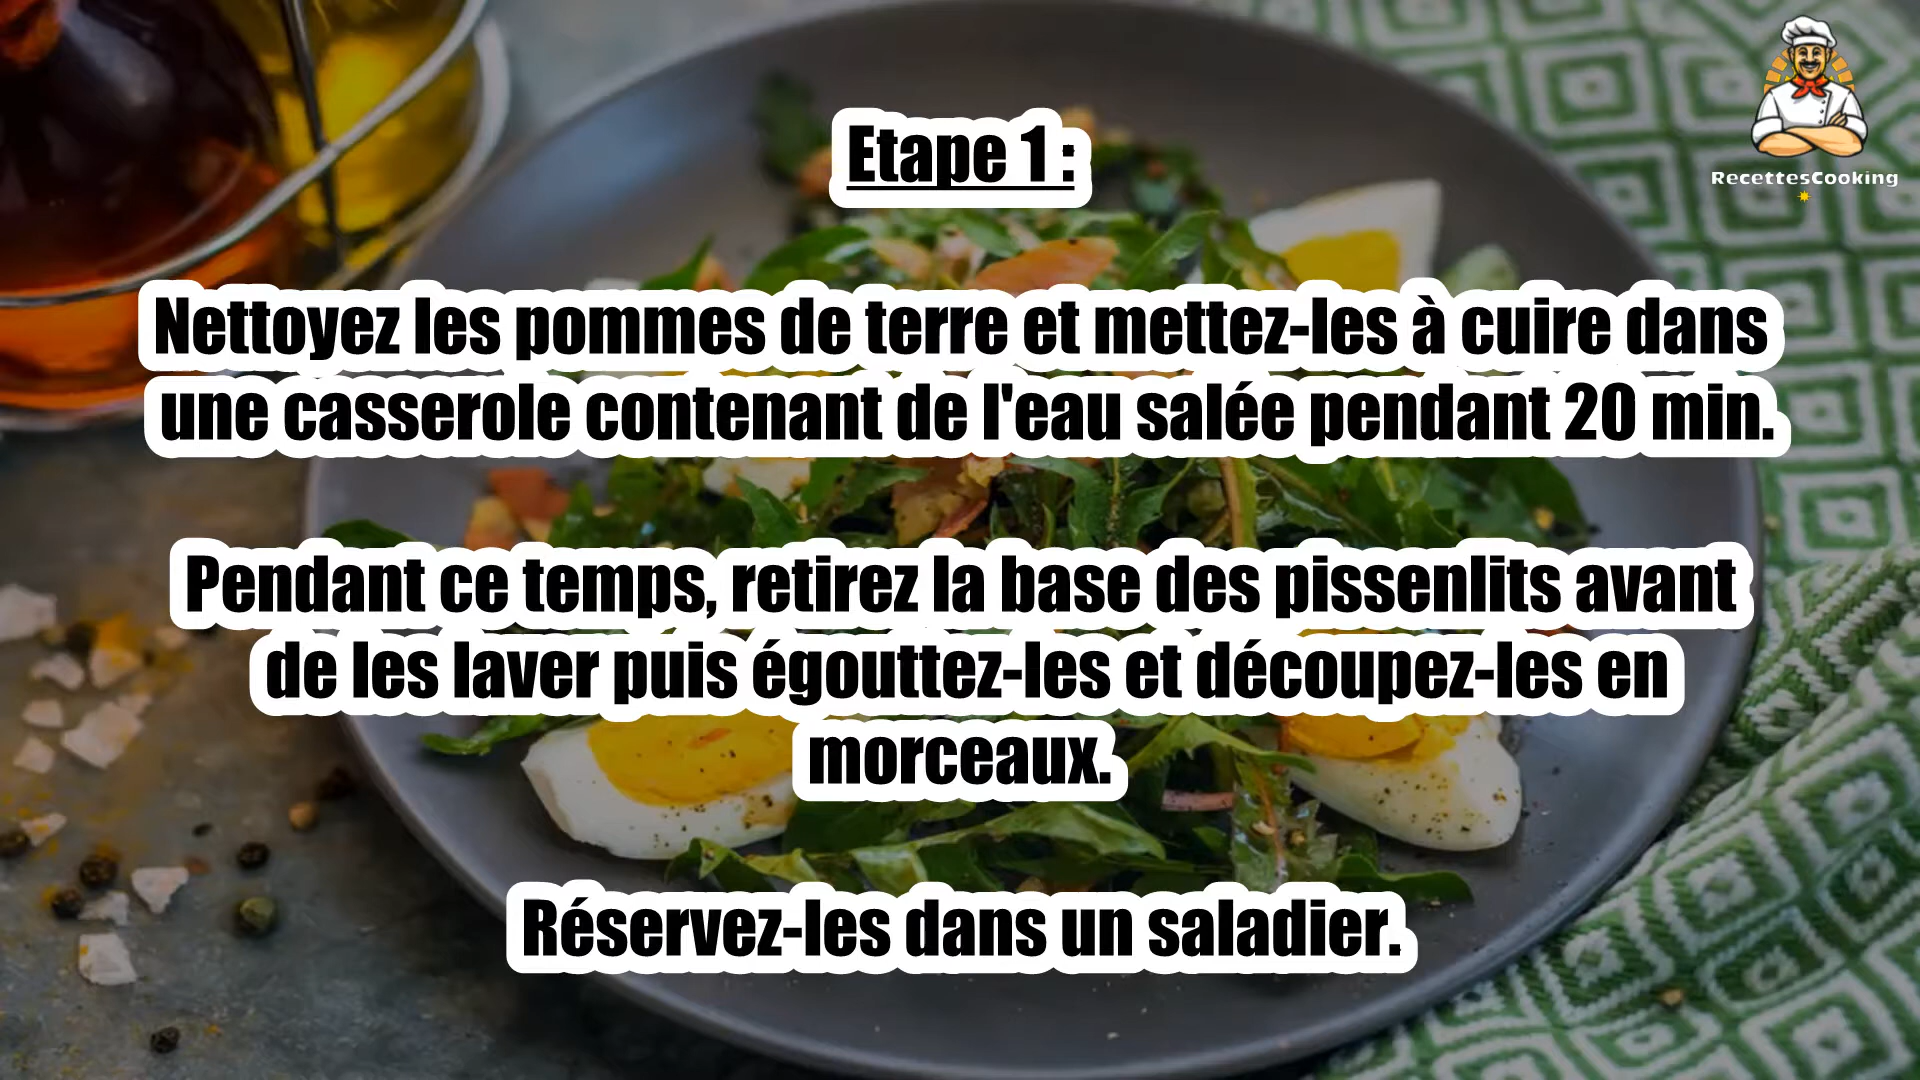 RecettesCooking
Etape 1 :
Nettoyez les pommes de terre et mettez-les à cuire dans
une casserole contenant de l'eau salée pendant 20 min.
Pendant ce temps, retirez la base des pissenlits avant
de les laver puis égouttez-les et découpez-les en
morceaux.
Réservez-les dans un saladier.